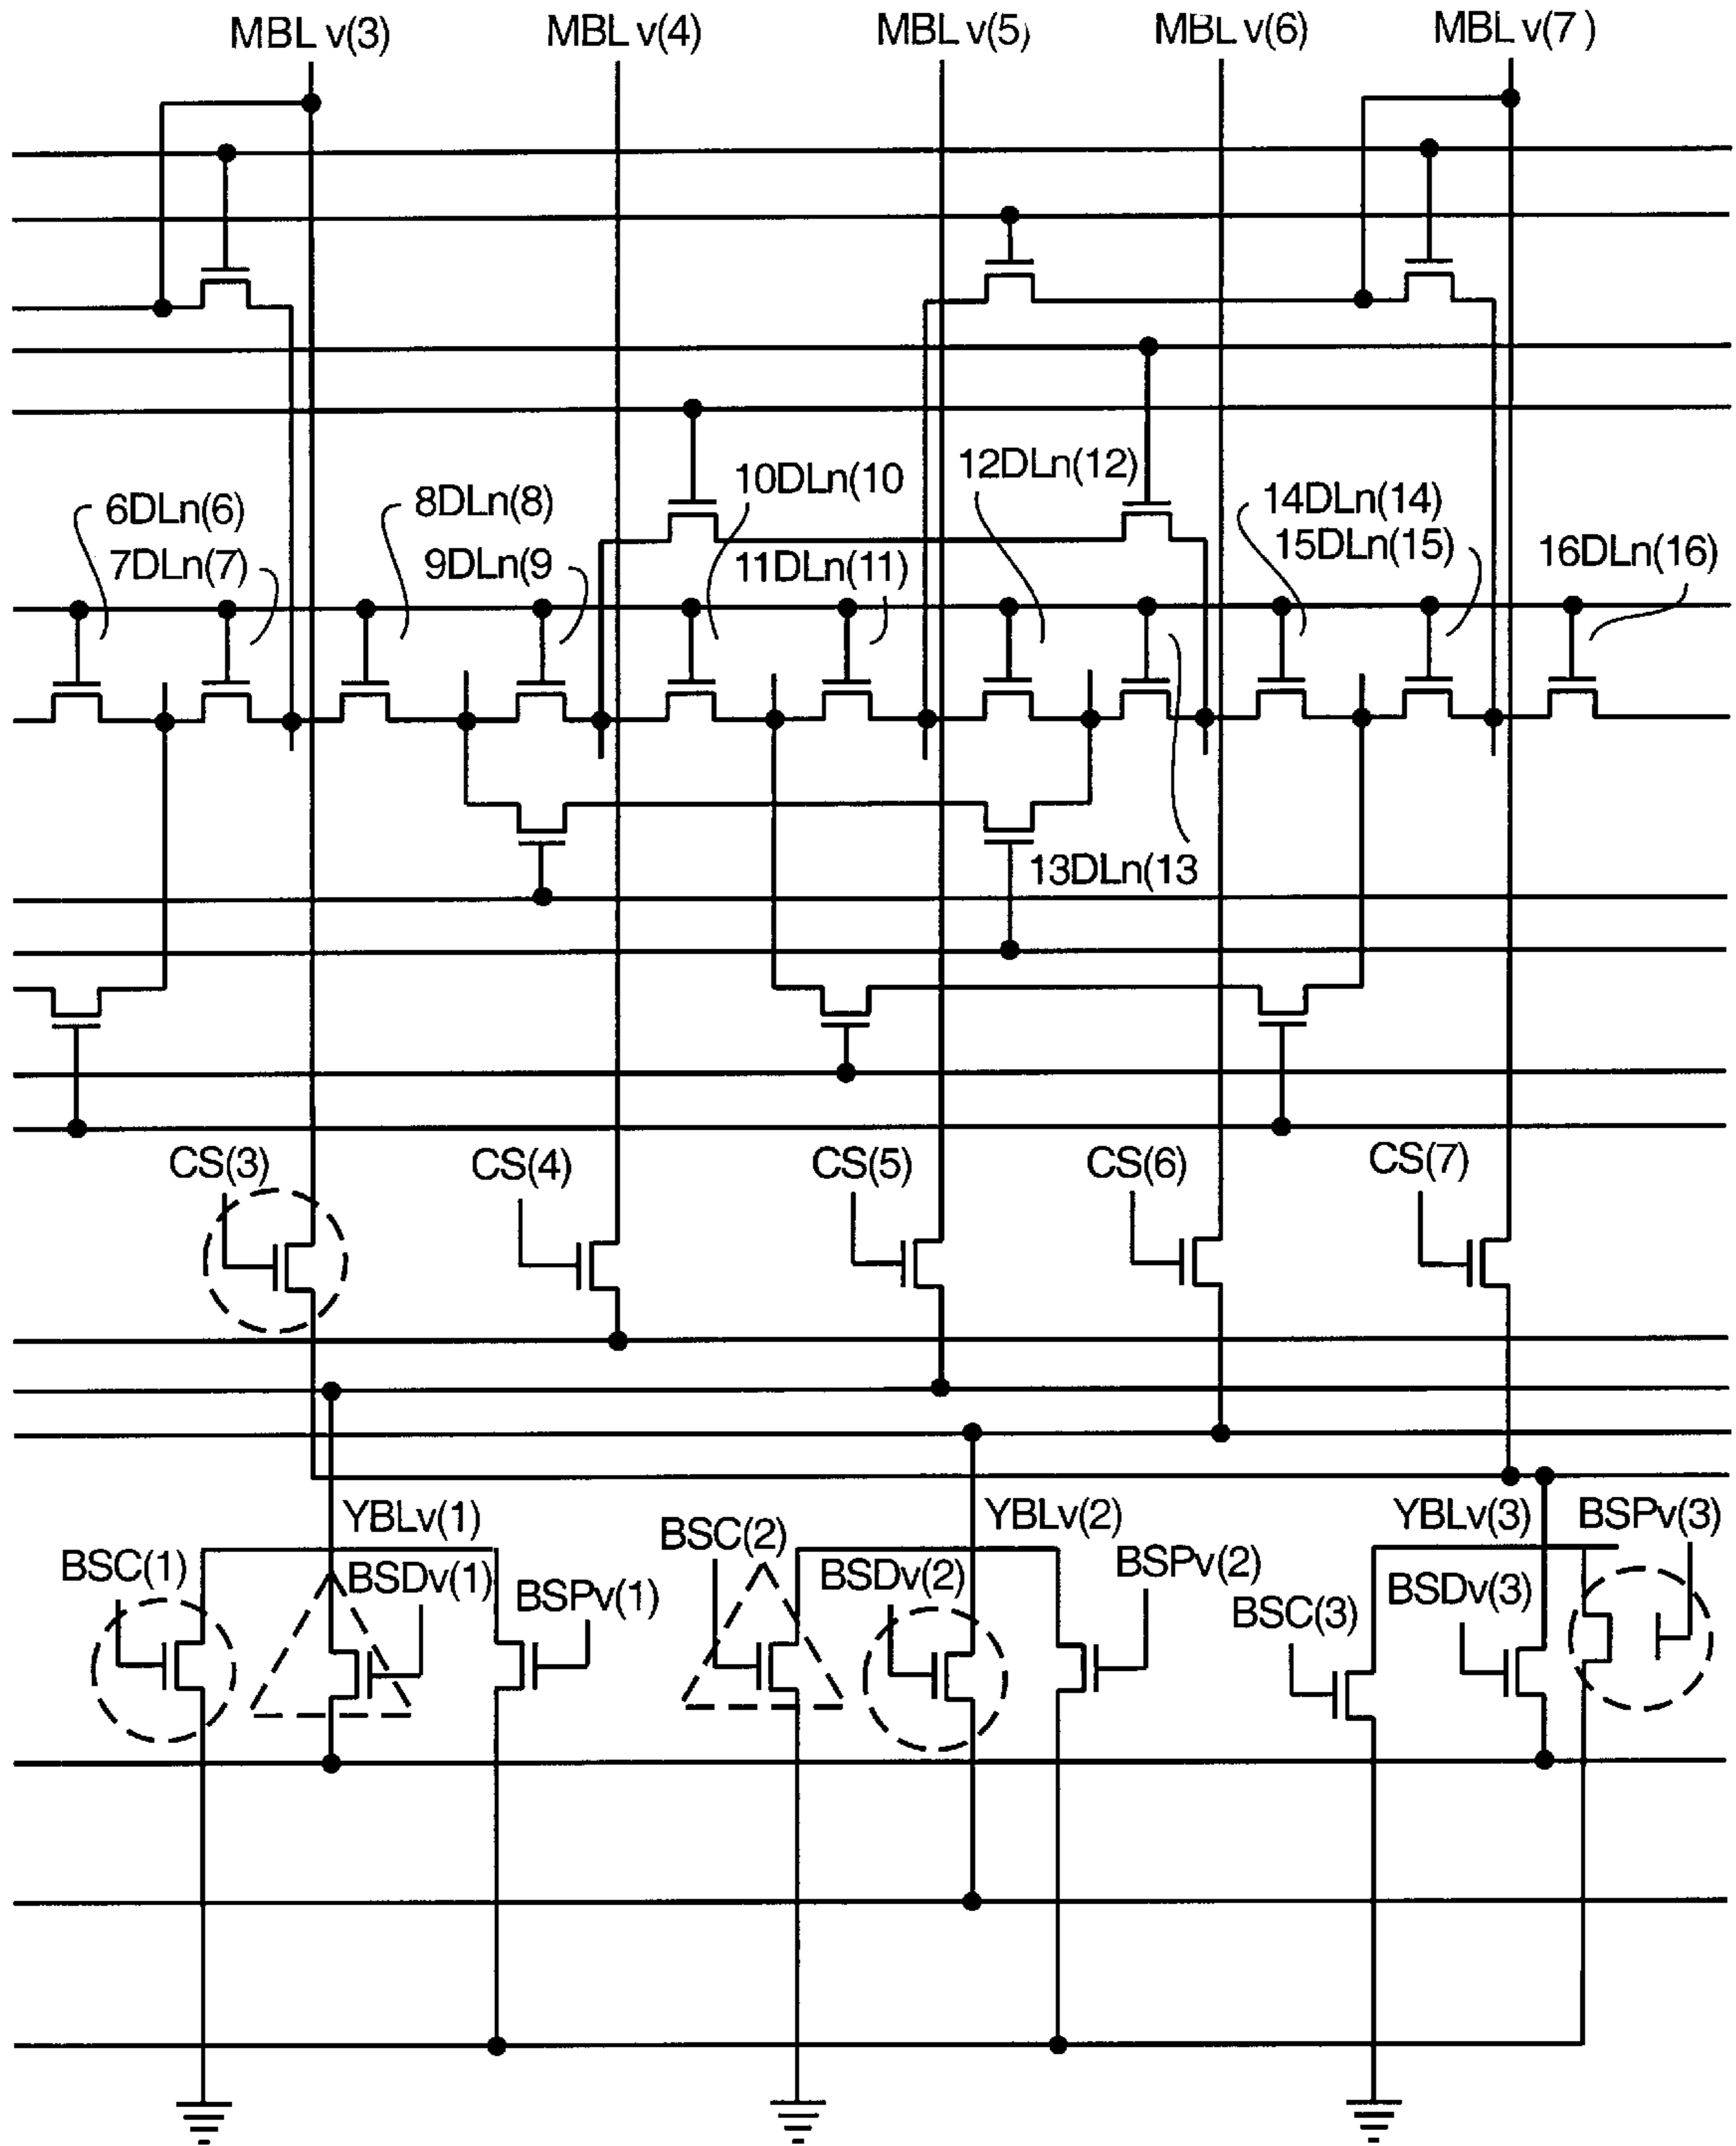 MBL v(3)
MBL v(4)
MBL v(5)
MBL v(6)
MBL v(7)
6DLn(6)
7DLn(7)
8DLn(8)
9DLn(9
10DLn(10
11DLn(11)
12DLn(12)
14DLn(14)
15DLn(15)
16DLn(16)
13DLn(13
CS(3)
CS(4)
CS(5)
CS(6)
CS(7)
YBLv(1)
YBLv(2)
YBLv(3)
BSPv(3)
BSC(1)
BSDv(1)
BSPv(1)
BSC(2)
BSDv(2)
BSPv(2)
BSC(3)
BSDv(3)